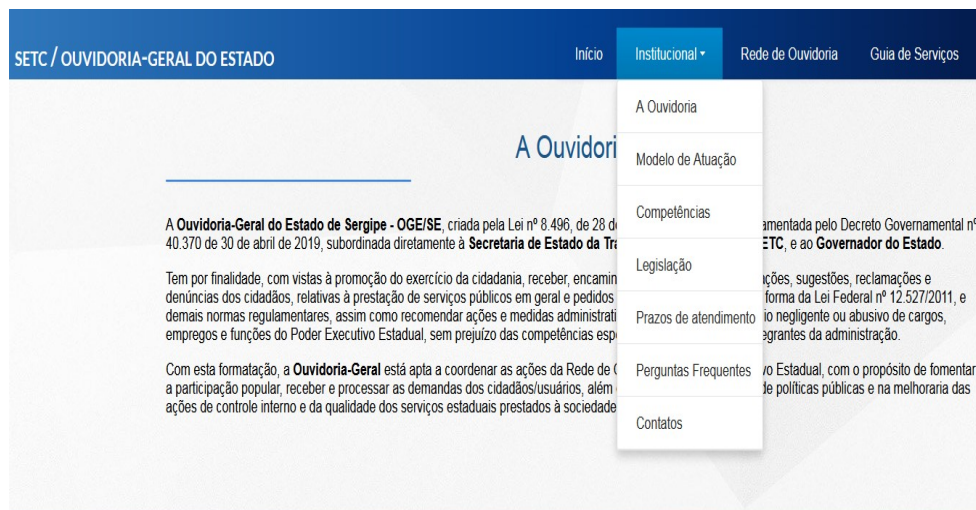 SETC / OUVIDORIA-GERAL DO ESTADO
Início
Institucional
Rede de Ouvidoria
Guia de Serviços
A Ouvidoria
Modelo de Atuação
Competências
Legislação
Prazos de atendimento
Perguntas Frequentes
Contatos
A Ouvidori
A Ouvidoria-Geral do Estado de Sergipe - OGE/SE, criada pela Lei nº 8.496, de 28 d amentada pelo Decreto Governamental nº
40.370 de 30 de abril de 2019, subordinada diretamente à Secretaria de Estado da Tra ETC, e ao Governador do Estado.
Tem por finalidade, com vistas à promoção do exercício da cidadania, receber, encamin ções, sugestões, reclamações e
denúncias dos cidadãos, relativas à prestação de serviços públicos em geral e pedidos forma da Lei Federal nº 12.527/2011, e
demais normas regulamentares, assim como recomendar ações e medidas administrati io negligente ou abusivo de cargos,
empregos e funções do Poder Executivo Estadual, sem prejuízo das competências esp egrantes da administração.
Com esta formatação, a Ouvidoria-Geral está apta a coordenar as ações da Rede de vo Estadual, com o propósito de fomentar
a participação popular, receber e processar as demandas dos cidadãos/usuários, além de políticas públicas e na melhoraria das
ações de controle interno e da qualidade dos serviços estaduais prestados à sociedade